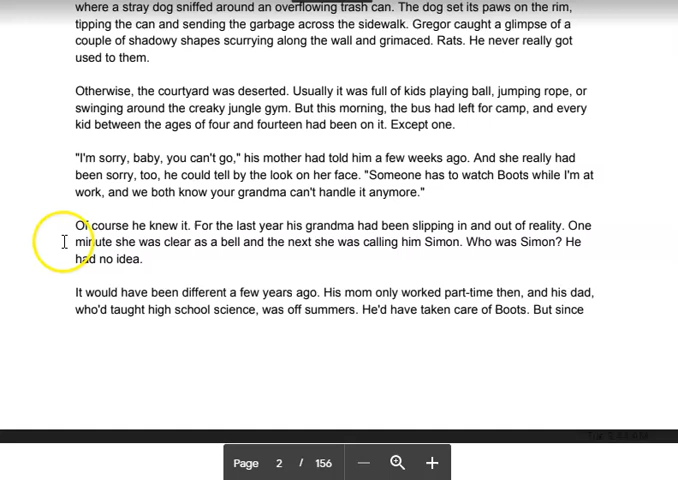 where a stray dog sniffed around an overflowing trash can. The dog set its paws on the rim,
tipping the can and sending the garbage across the sidewalk. Gregor caught a glimpse of a
couple of shadowy shapes scurrying along the wall and grimaced. Rats. He never really got
used to them.
Otherwise, the courtyard was deserted. Usually it was full of kids playing ball, jumping rope, or
swinging around the creaky jungle gym. But this morning, the bus had left for camp, and every
kid between the ages of four and fourteen had been on it. Except one.
"I'm sorry, baby, you can't go," his mother had told him a few weeks ago. And she really had
been sorry, too, he could tell by the look on her face. "Someone has to watch Boots while I'm at
work, and we both know your grandma can't handle it anymore."
Of course he knew it. For the last year his grandma had been slipping in and out of reality. One
minute she was clear as a bell and the next she was calling him Simon. Who was Simon? He
had no idea.
It would have been different a few years ago. His mom only worked part-time then, and his dad,
who'd taught high school science, was off summers. He'd have taken care of Boots. But since
Page 2 / 156